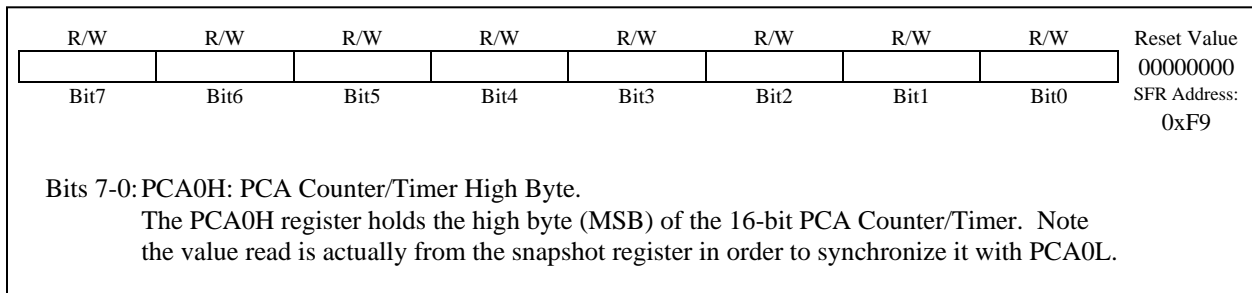 R/W R/W R/W R/W R/W R/W R/W R/W Reset Value
00000000
Bit7 Bit6 Bit5 Bit4 Bit3 Bit2 Bit1 Bit0 SFR Address:
0xF9
Bits 7-0: PCA0H: PCA Counter/Timer High Byte.
The PCA0H register holds the high byte (MSB) of the 16-bit PCA Counter/Timer. Note
the value read is actually from the snapshot register in order to synchronize it with PCA0L.